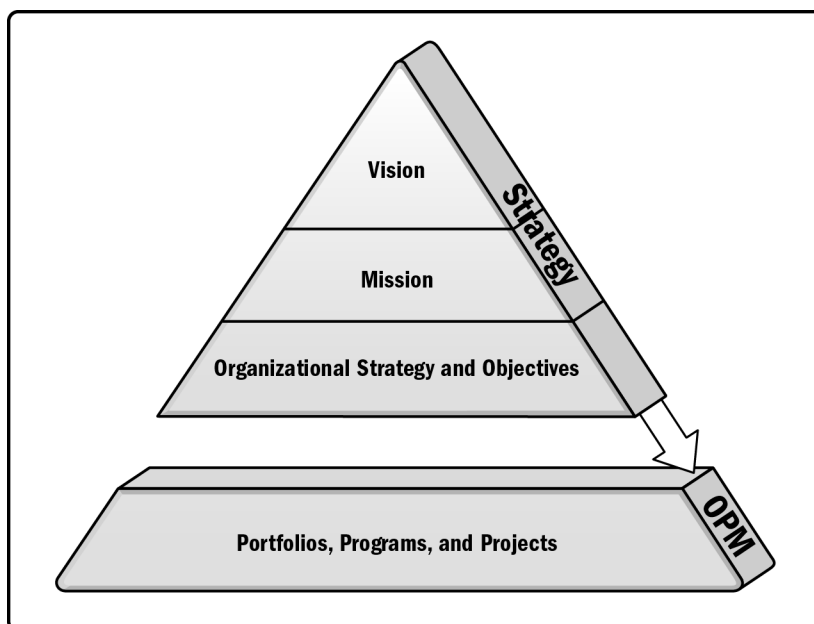 Vision
Strategy
Mission
Organizational Strategy and Objectives
Portfolios, Programs, and Projects
OPM